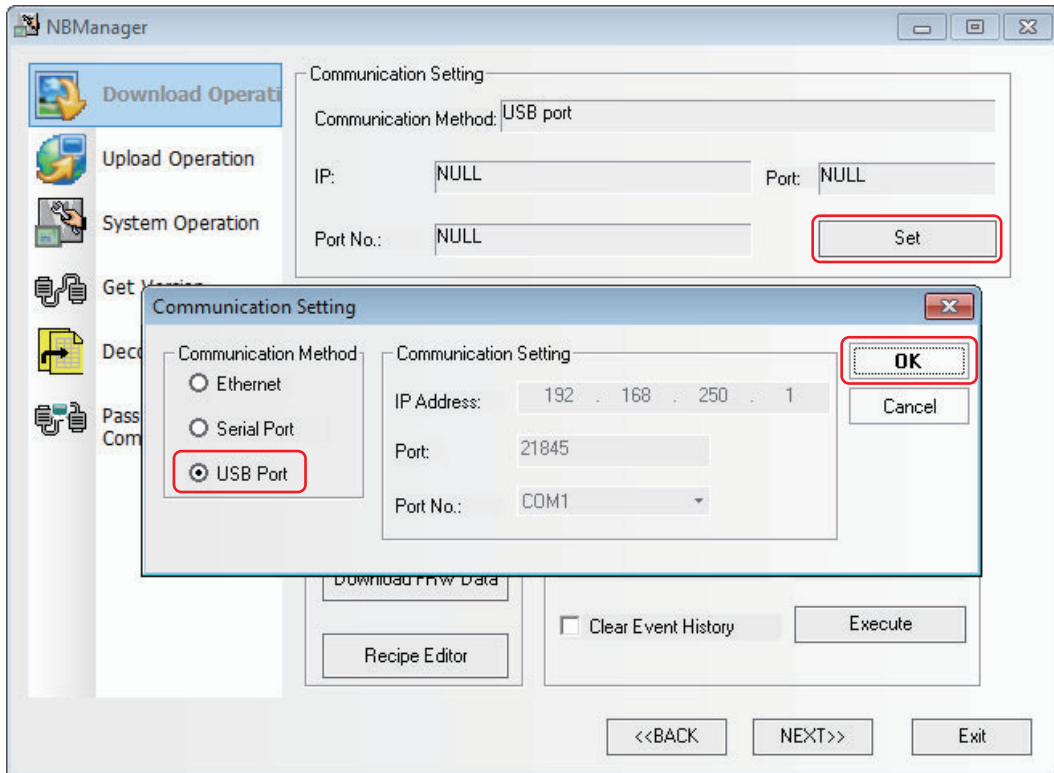 NBManager
Download Operati
Upload Operation
System Operation
Get Version
Deco
Pass
Com
Communication Setting
Communication Method: USB port
IP: NULL Port: NULL
Port No.: NULL Set
Communication Setting
Communication Method
Ethernet
Serial Port
USB Port
Communication Setting
IP Address: 192 . 168 . 250 . 1
Port: 21845
Port No.: COM1
OK
Cancel
Download PRW Data
Recipe Editor
Clear Event History Execute
<<BACK NEXT>> Exit